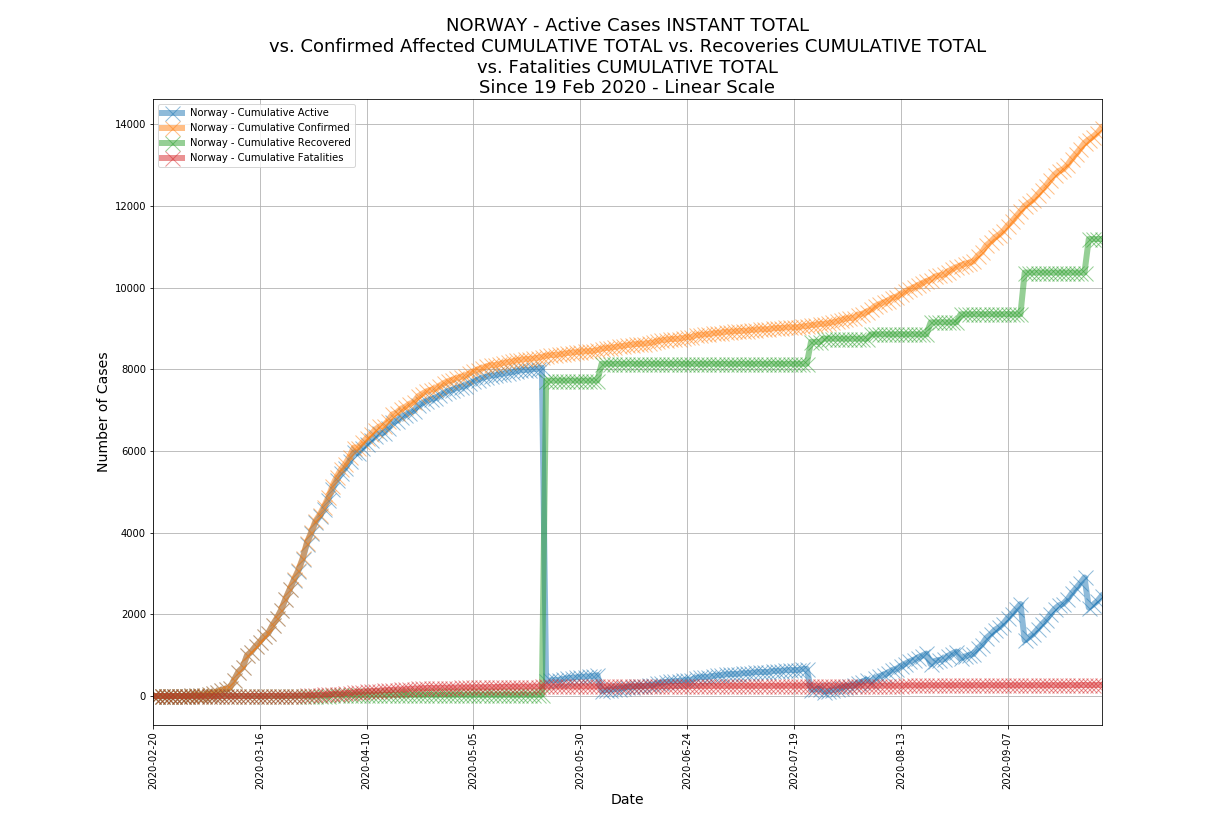 NORWAY - Active Cases INSTANT TOTAL
vs. Confirmed Affected CUMULATIVE TOTAL vs. Recoveries CUMULATIVE TOTAL
vs. Fatalities CUMULATIVE TOTAL
Since 19 Feb 2020 - Linear Scale
Norway - Cumulative Active
Norway - Cumulative Confirmed
Norway - Cumulative Recovered
Norway - Cumulative Fatalities
Number of Cases
14000
12000
10000
8000
6000
4000
2000
0
2020-02-20
2020-03-16
2020-04-10
2020-05-05
2020-05-30
2020-06-24
2020-07-19
2020-08-13
2020-09-07
Date